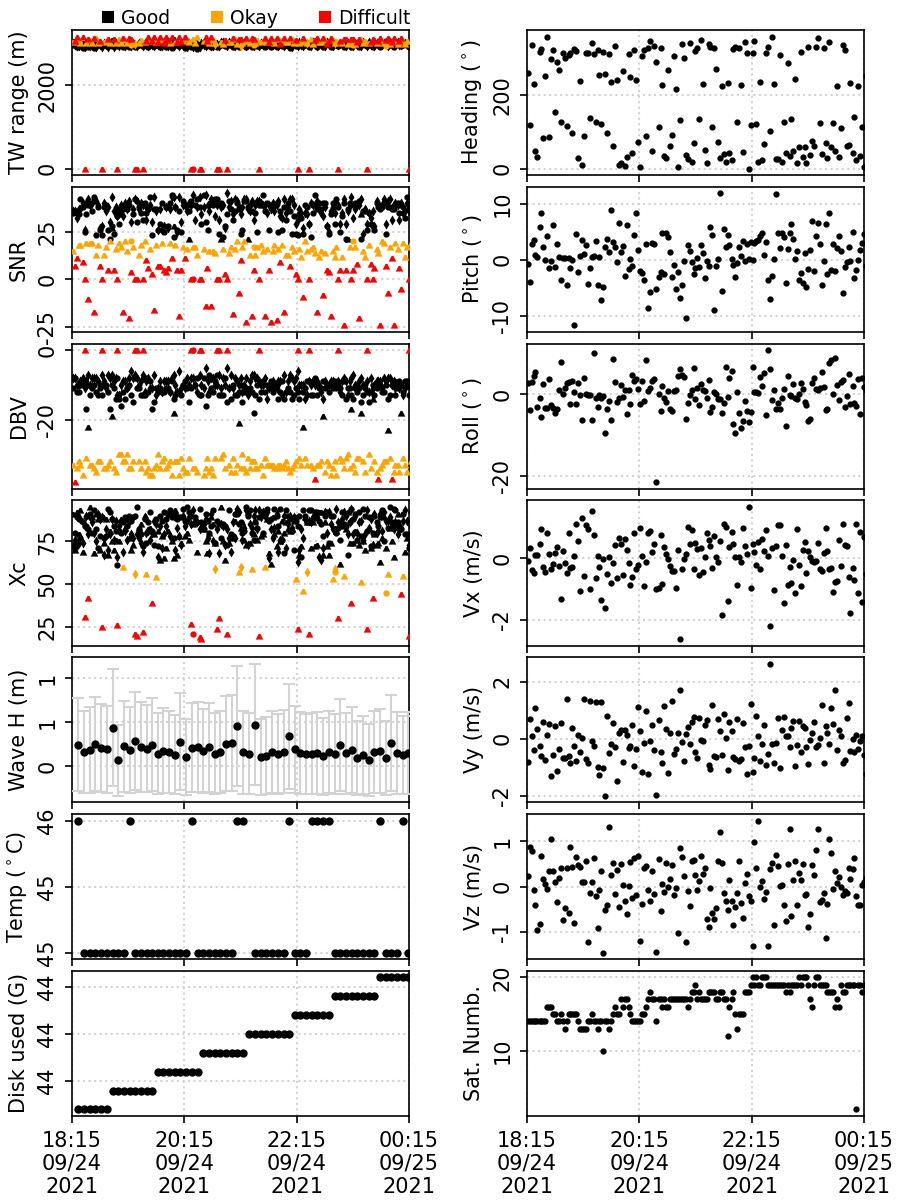 Good Okay Difficult
TW range (m)
2000
0
SNR
25
0
-25
DBV
0
-20
Xc
75
50
25
Wave H (m)
1
1
0
Temp (°C)
46
45
45
Disk used (G)
44
44
44
18:15 20:15 22:15 00:15
09/24 09/24 09/24 09/25
2021 2021 2021 2021
Heading (°)
200
0
Pitch (°)
10
0
-10
Roll (°)
0
-20
Vx (m/s)
0
-2
Vy (m/s)
2
0
-2
Vz (m/s)
1
0
-1
Sat. Numb.
20
10
18:15 20:15 22:15 00:15
09/24 09/24 09/24 09/25
2021 2021 2021 2021